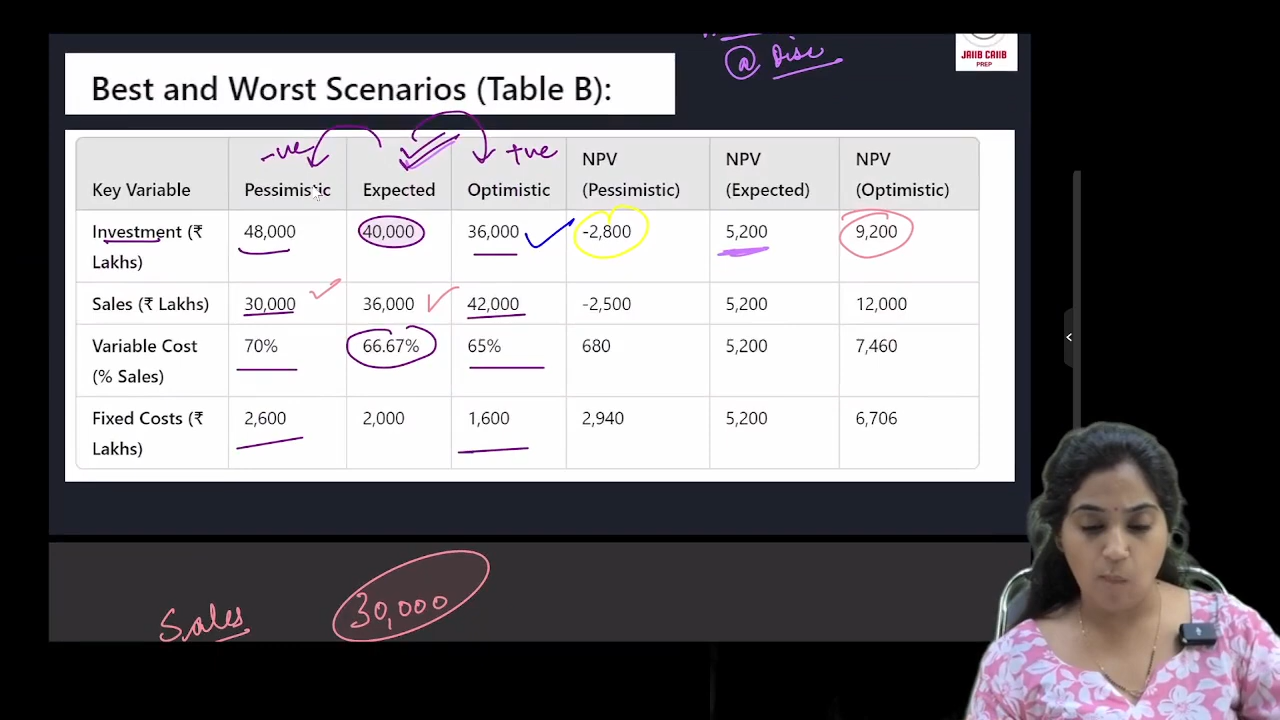 @ Disc
JAIIB CAIIB
PREP
Best and Worst Scenarios (Table B):
-ve
+ve
Key Variable Pessimistic Expected Optimistic NPV (Pessimistic) NPV (Expected) NPV (Optimistic)
Investment (₹ Lakhs) 48,000 40,000 36,000 -2,800 5,200 9,200
Sales (₹ Lakhs) 30,000 36,000 42,000 -2,500 5,200 12,000
Variable Cost (% Sales) 70% 66.67% 65% 680 5,200 7,460
Fixed Costs (₹ Lakhs) 2,600 2,000 1,600 2,940 5,200 6,706
Sales 30,000